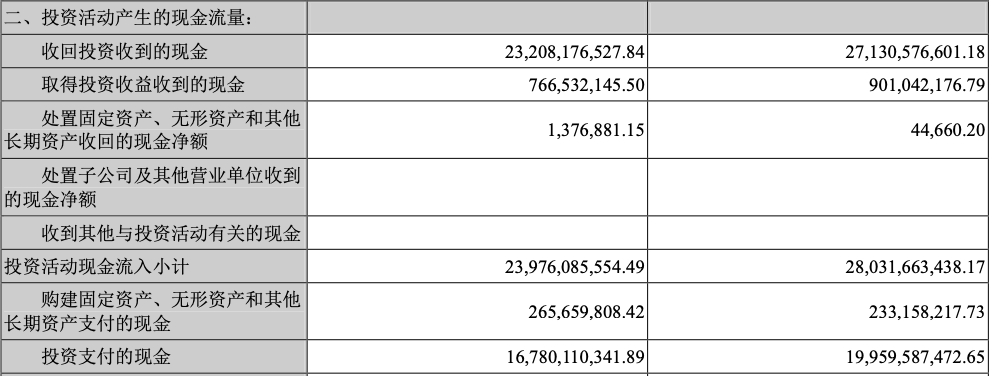 二、投资活动产生的现金流量:
收回投资收到的现金 23,208,176,527.84 27,130,576,601.18
取得投资收益收到的现金 766,532,145.50 901,042,176.79
处置固定资产、无形资产和其他
长期资产收回的现金净额 1,376,881.15 44,660.20
处置子公司及其他营业单位收到
的现金净额
收到其他与投资活动有关的现金
投资活动现金流入小计 23,976,085,554.49 28,031,663,438.17
购建固定资产、无形资产和其他
长期资产支付的现金 265,659,808.42 233,158,217.73
投资支付的现金 16,780,110,341.89 19,959,587,472.65